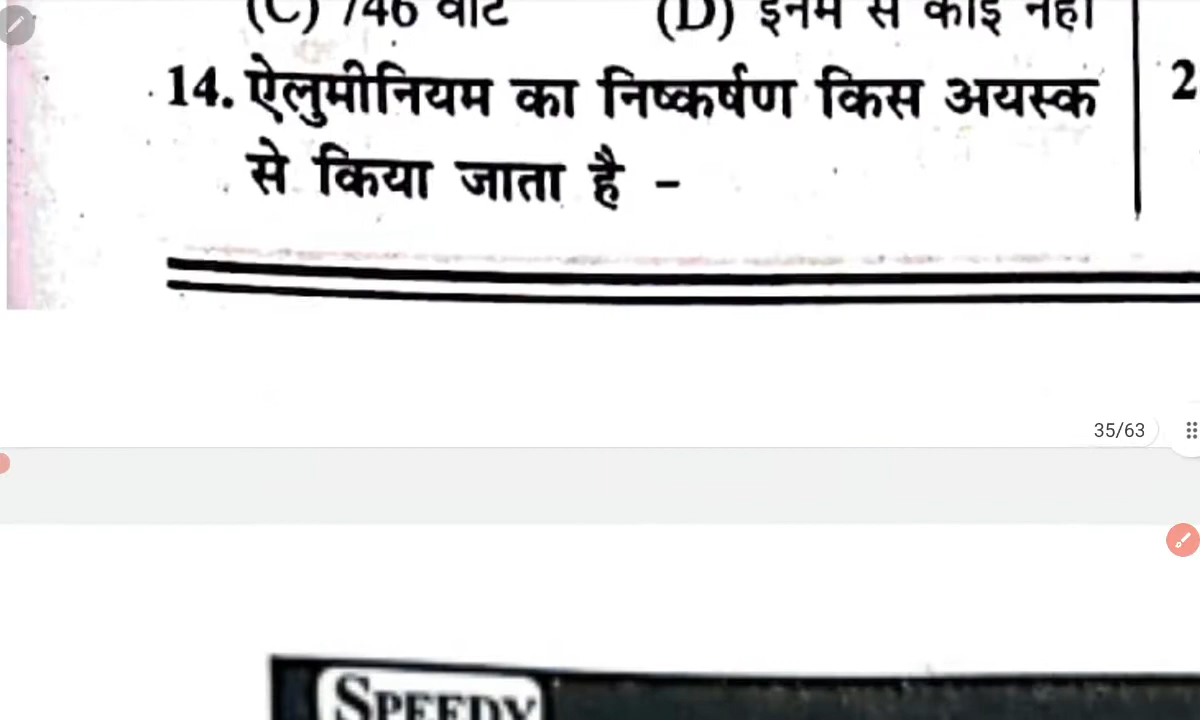 (C) 746 वाट (D) इनमें से कोई नहीं
14. ऐलुमीनियम का निष्कर्षण किस अयस्क
से किया जाता है -
2
35/63
SPEEDY